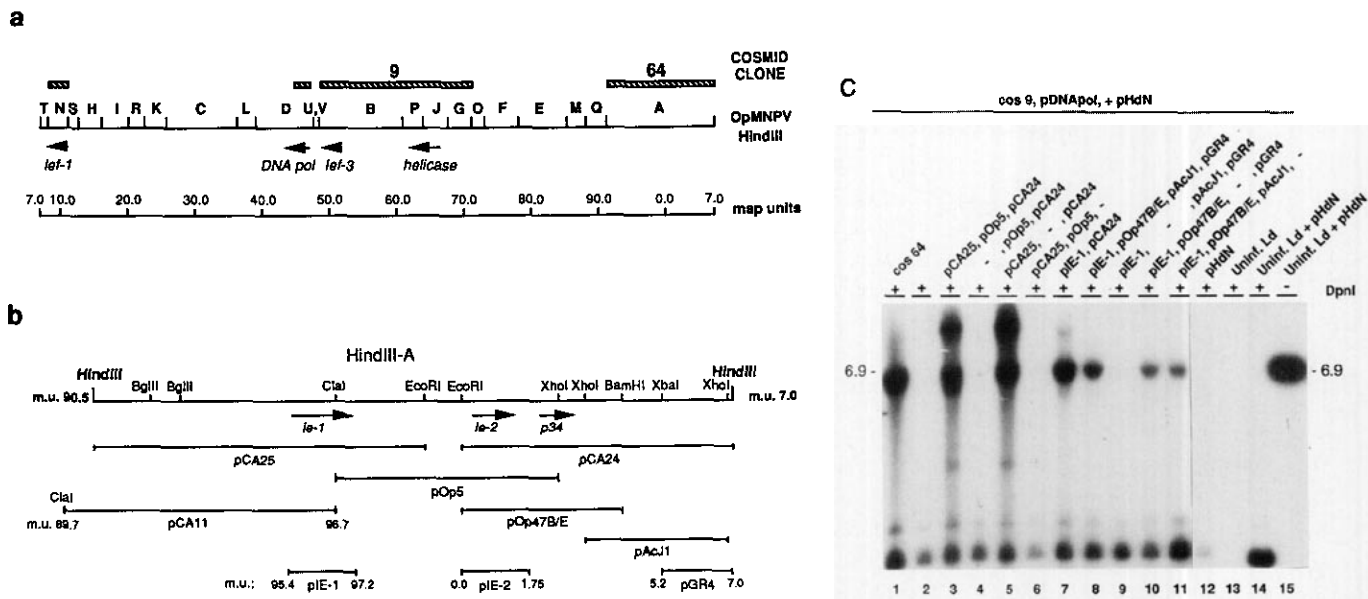 a
COSMID
CLONE
9
64
T N S H I R K C L D U,V B P J G O F E M Q A
OpMNPV
HindIII
lef-1
DNA pol
lef-3
helicase
7.0 10.0 20.0 30.0 40.0 50.0 60.0 70.0 80.0 90.0 0.0 7.0
map units
b
HindIII-A
HindIII
HindIII
BglII BglII ClaI EcoRI EcoRI XhoI XhoI BamHI XbaI XhoI
m.u. 90.5
m.u. 7.0
ie-1
ie-2
p34
pCA25
pCA24
pOp5
ClaI
m.u. 89.7
pCA11
96.7
pOp47B/E
pAcJ1
m.u.; 95.4 pIE-1 97.2
0.0 pIE-2 1.75
5.2 pGR4 7.0
C
cos 9, pDNApol, + pHdN
cos 64
pCA25, pOp5, pCA24
- , pOp5, pCA24
pCA25, - , pCA24
pCA25, pOp5, -
pIE-1, pCA24
pIE-1, pOp47B/E, pAcJ1, pGR4
pIE-1, - , pAcJ1, pGR4
pIE-1, pOp47B/E, - , pGR4
pIE-1, pOp47B/E, pAcJ1, -
pHdN
Uninf. Ld
Uninf. Ld + pHdN
Uninf. Ld + pHdN
+ + + + + + + + + + + + + + -
DpnI
6.9 -
- 6.9
1 2 3 4 5 6 7 8 9 10 11 12 13 14 15